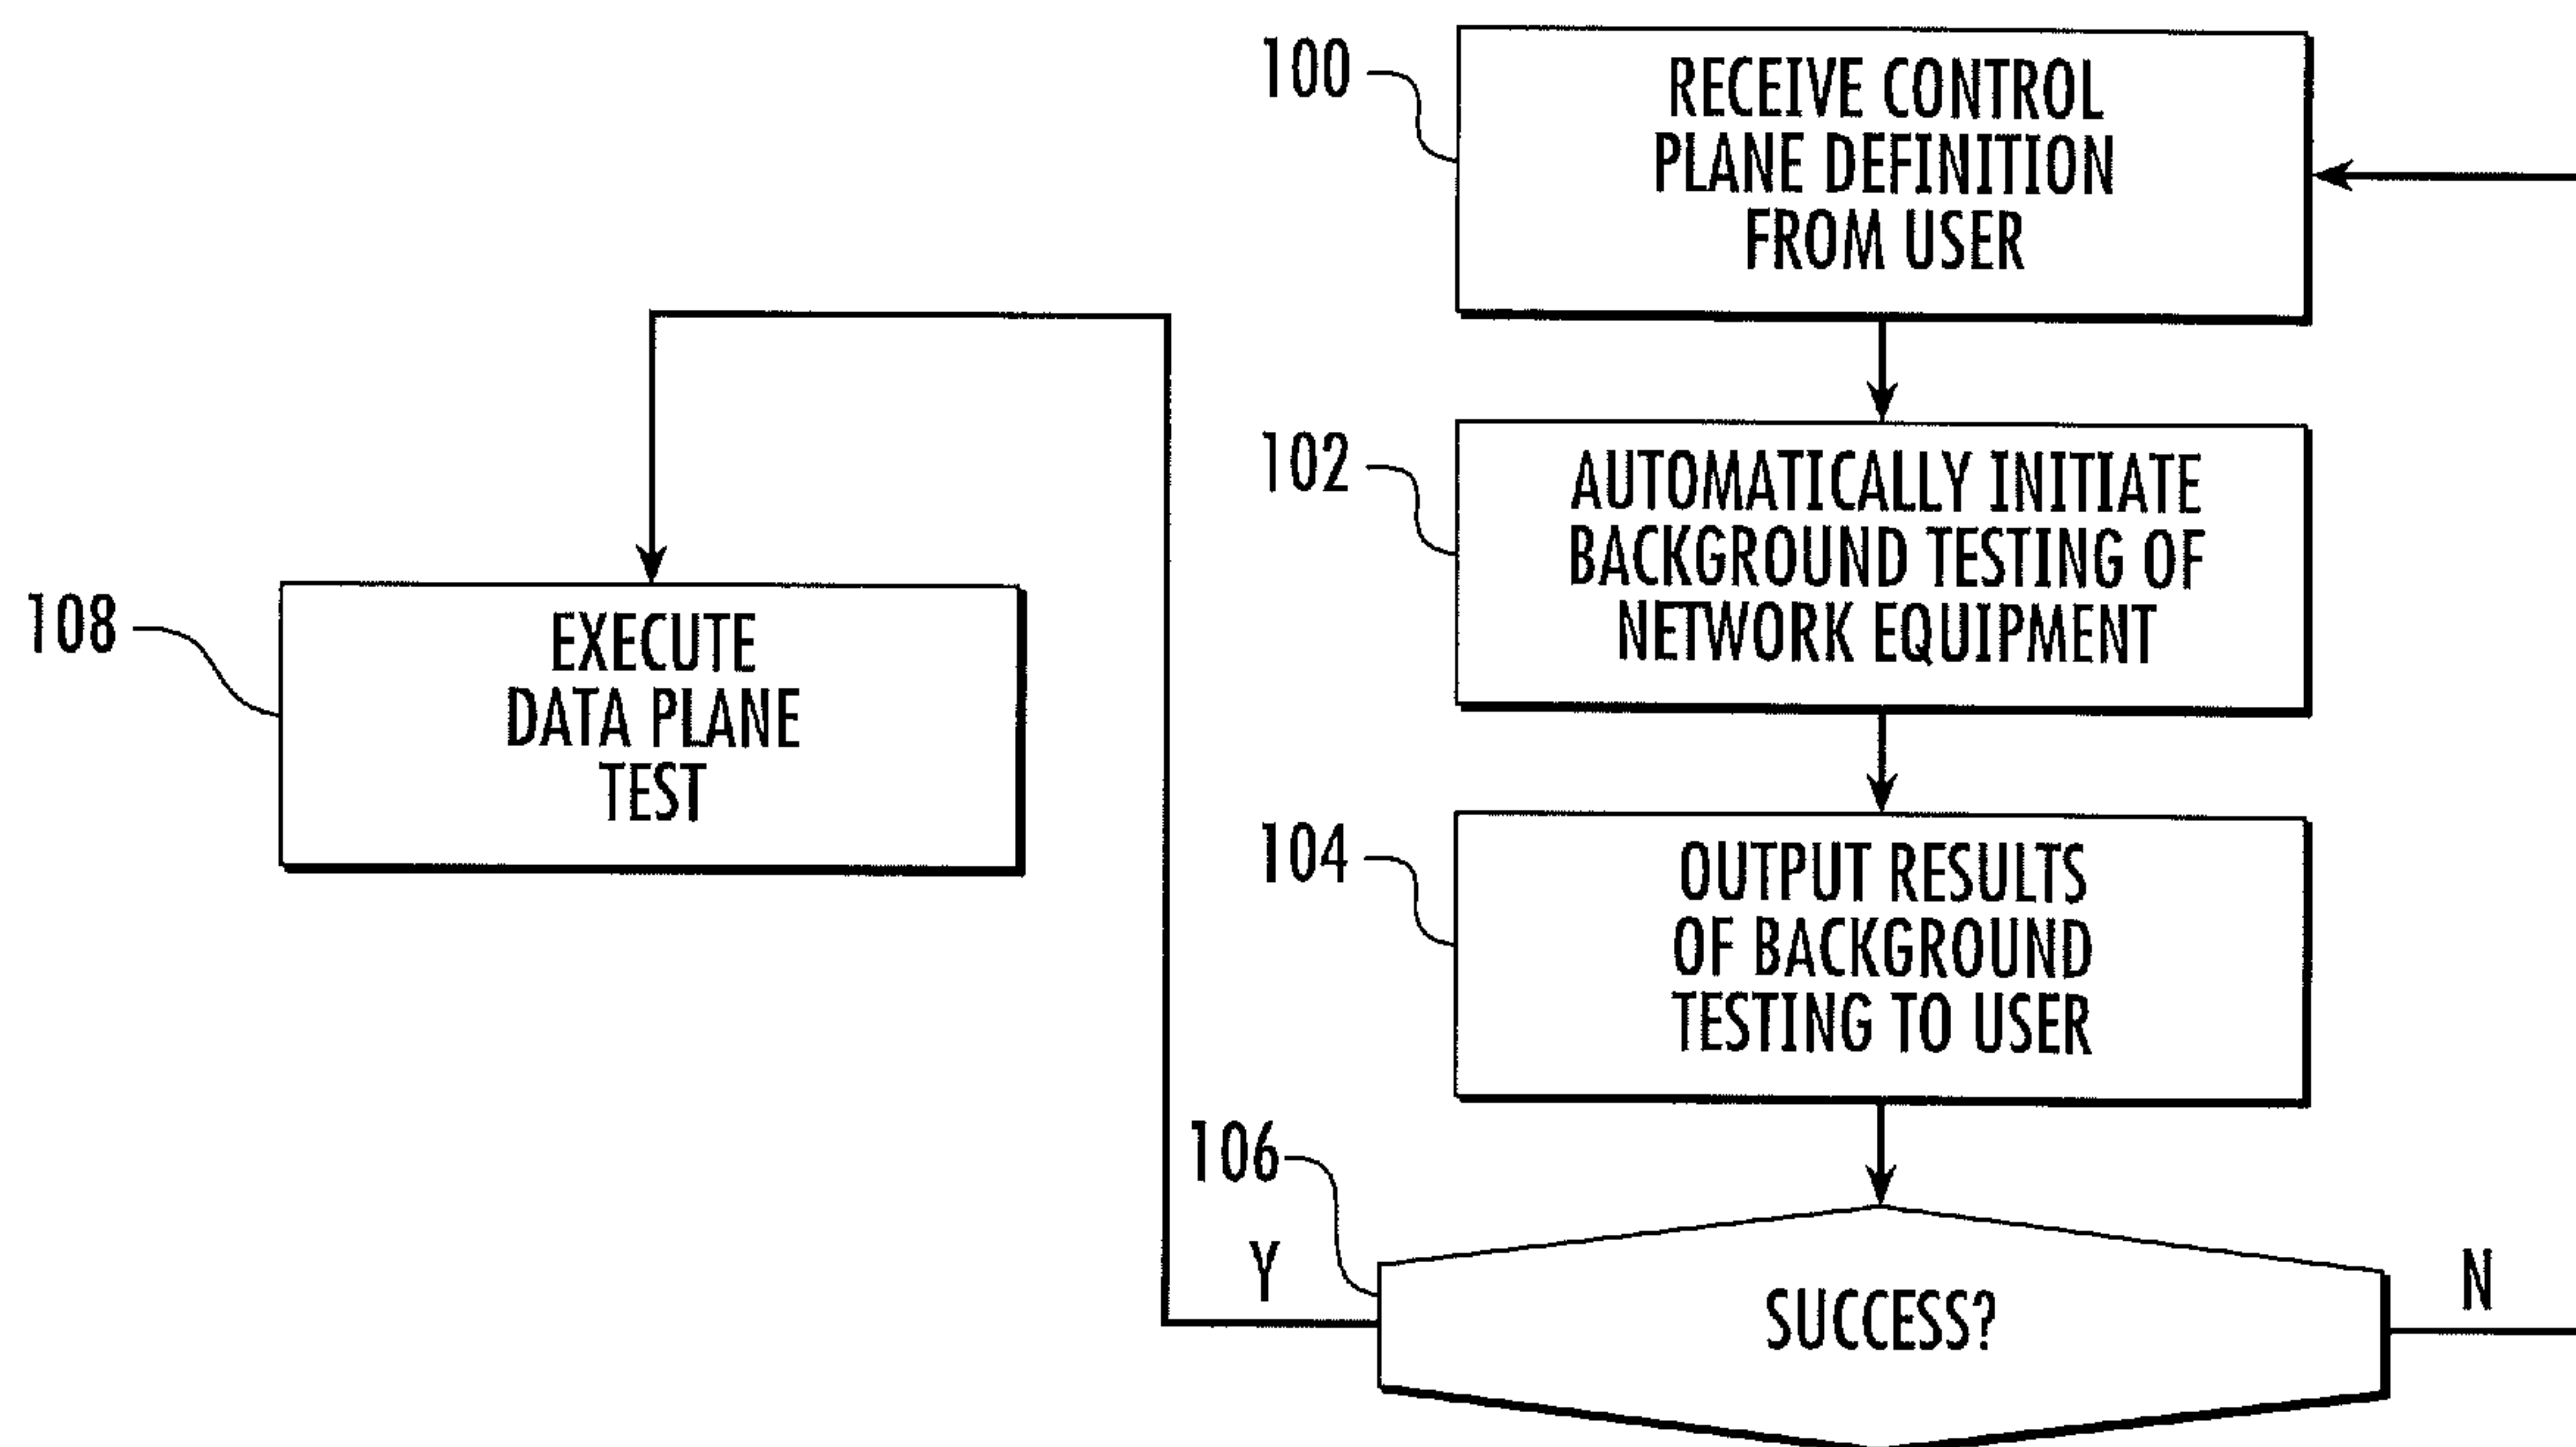 100
RECEIVE CONTROL
PLANE DEFINITION
FROM USER
102
AUTOMATICALLY INITIATE
BACKGROUND TESTING OF
NETWORK EQUIPMENT
108
EXECUTE
DATA PLANE
TEST
104
OUTPUT RESULTS
OF BACKGROUND
TESTING TO USER
106
Y
SUCCESS?
N